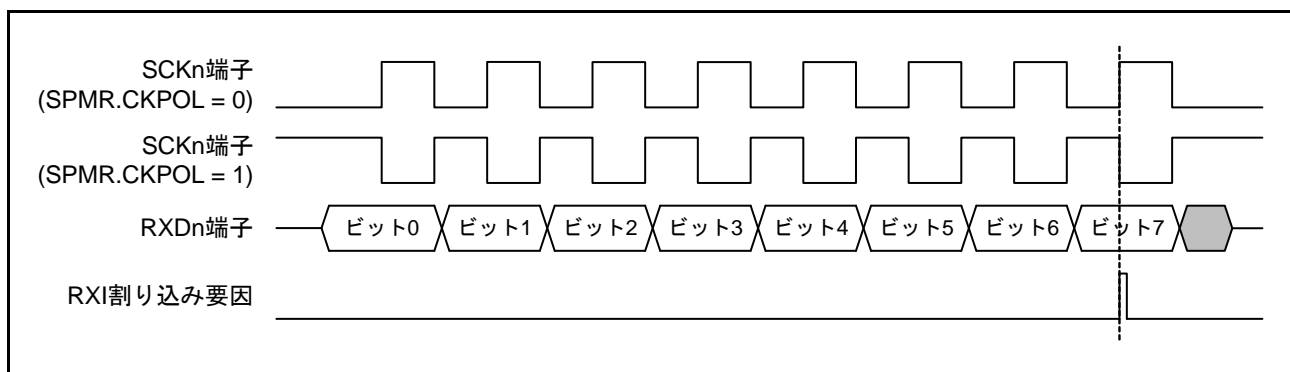 SCKn端子
(SPMR.CKPOL = 0)
SCKn端子
(SPMR.CKPOL = 1)
RXDn端子
ビット0 ビット1 ビット2 ビット3 ビット4 ビット5 ビット6 ビット7
RXI割り込み要因